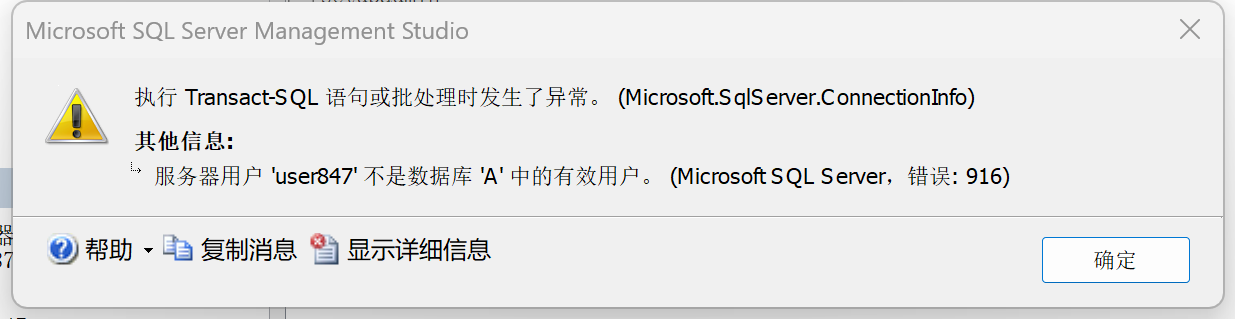 Microsoft SQL Server Management Studio
执行 Transact-SQL 语句或批处理时发生了异常。 (Microsoft.SqlServer.ConnectionInfo)
其他信息:
服务器用户 'user847' 不是数据库 'A' 中的有效用户。 (Microsoft SQL Server，错误: 916)
帮助
复制消息
显示详细信息
确定